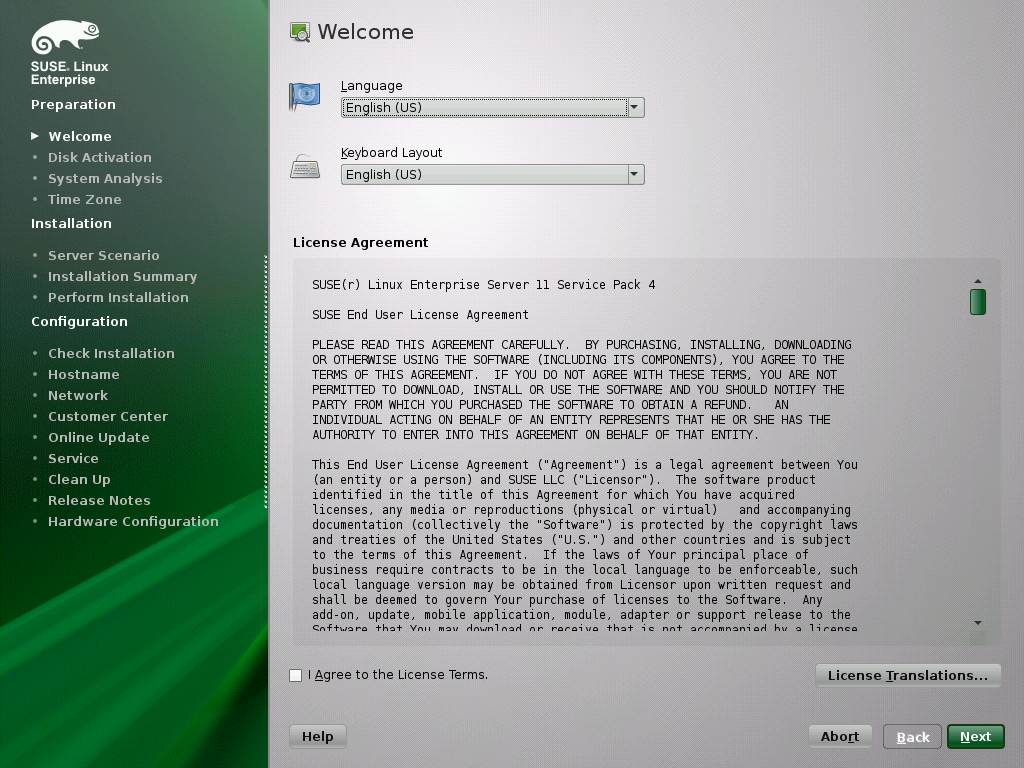 SUSE. Linux
Enterprise
Preparation
Welcome
Disk Activation
System Analysis
Time Zone
Installation
Server Scenario
Installation Summary
Perform Installation
Configuration
Check Installation
Hostname
Network
Customer Center
Online Update
Service
Clean Up
Release Notes
Hardware Configuration
Welcome
Language
English (US)
Keyboard Layout
English (US)
License Agreement
SUSE(r) Linux Enterprise Server 11 Service Pack 4
SUSE End User License Agreement
PLEASE READ THIS AGREEMENT CAREFULLY.  BY PURCHASING, INSTALLING, DOWNLOADING
OR OTHERWISE USING THE SOFTWARE (INCLUDING ITS COMPONENTS), YOU AGREE TO THE
TERMS OF THIS AGREEMENT.  IF YOU DO NOT AGREE WITH THESE TERMS, YOU ARE NOT
PERMITTED TO DOWNLOAD, INSTALL OR USE THE SOFTWARE AND YOU SHOULD NOTIFY THE
PARTY FROM WHICH YOU PURCHASED THE SOFTWARE TO OBTAIN A REFUND.   AN
INDIVIDUAL ACTING ON BEHALF OF AN ENTITY REPRESENTS THAT HE OR SHE HAS THE
AUTHORITY TO ENTER INTO THIS AGREEMENT ON BEHALF OF THAT ENTITY.
This End User License Agreement ("Agreement") is a legal agreement between You
(an entity or a person) and SUSE LLC ("Licensor").  The software product
identified in the title of this Agreement for which You have acquired
licenses, any media or reproductions (physical or virtual)   and accompanying
documentation (collectively the "Software") is protected by the copyright laws
and treaties of the United States ("U.S.") and other countries and is subject
to the terms of this Agreement.  If the laws of Your principal place of
business require contracts to be in the local language to be enforceable, such
local language version may be obtained from Licensor upon written request and
shall be deemed to govern Your purchase of licenses to the Software.  Any
add-on, update, mobile application, module, adapter or support release to the
Software that You may download or receive that is not accompanied by a license
I Agree to the License Terms.
License Translations...
Help
Abort
Back
Next